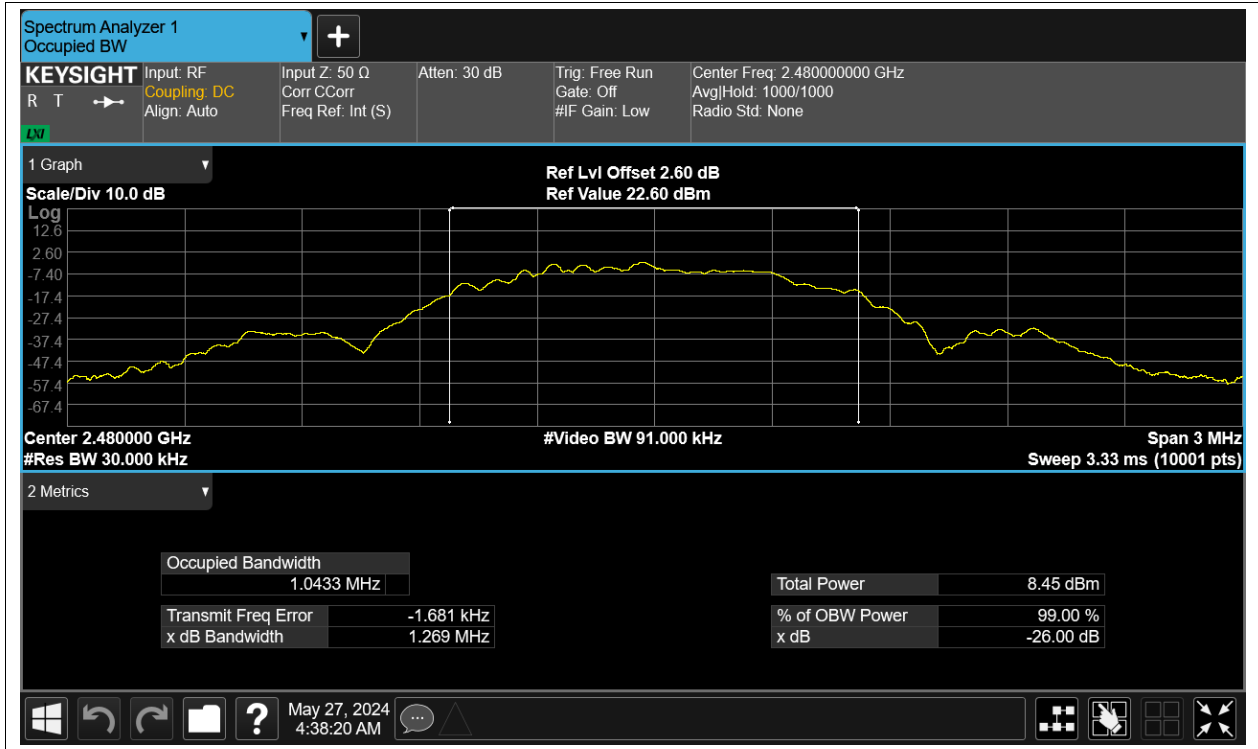 Spectrum Analyzer 1
Occupied BW
KEYSIGHT
R T
LXI
Input: RF
Coupling: DC
Align: Auto
Input Z: 50 Ω
Corr CCorr
Freq Ref: Int (S)
Atten: 30 dB
Trig: Free Run
Gate: Off
#IF Gain: Low
Center Freq: 2.480000000 GHz
Avg|Hold: 1000/1000
Radio Std: None
1 Graph
Scale/Div 10.0 dB
Ref Lvl Offset 2.60 dB
Ref Value 22.60 dBm
Log
12.6
2.60
-7.40
-17.4
-27.4
-37.4
-47.4
-57.4
-67.4
Center 2.480000 GHz
#Res BW 30.000 kHz
#Video BW 91.000 kHz
Span 3 MHz
Sweep 3.33 ms (10001 pts)
2 Metrics
Occupied Bandwidth
1.0433 MHz
Transmit Freq Error -1.681 kHz
x dB Bandwidth 1.269 MHz
Total Power 8.45 dBm
% of OBW Power 99.00 %
x dB -26.00 dB
?
May 27, 2024
4:38:20 AM